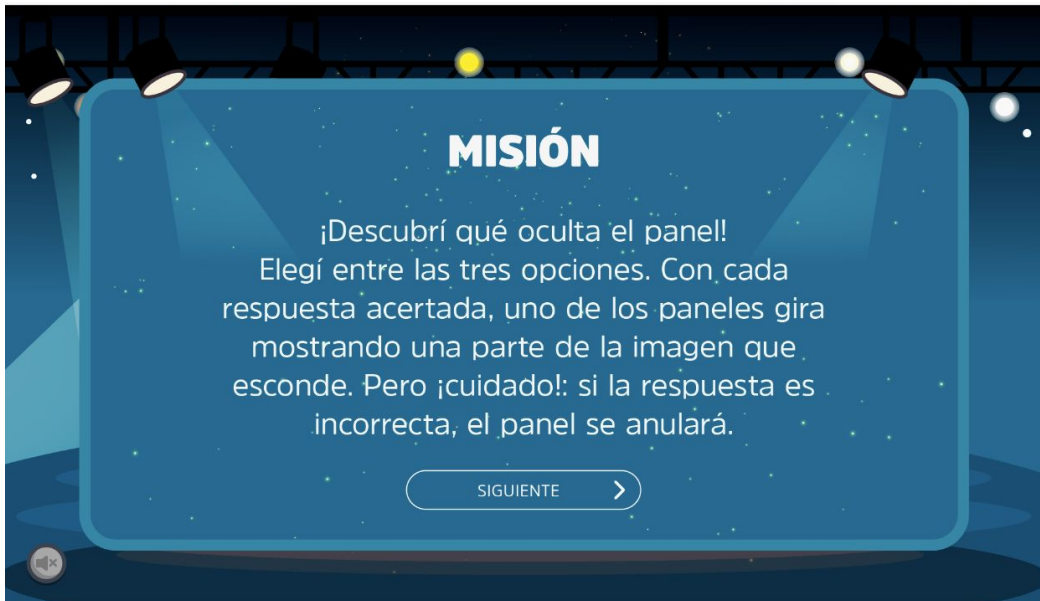 MISIÓN
¡Descubrí qué oculta el panel!
Elegí entre las tres opciones. Con cada
respuesta acertada, uno de los paneles gira
mostrando una parte de la imagen que
esconde. Pero ¡cuidado!: si la respuesta es
incorrecta, el panel se anulará.
SIGUIENTE